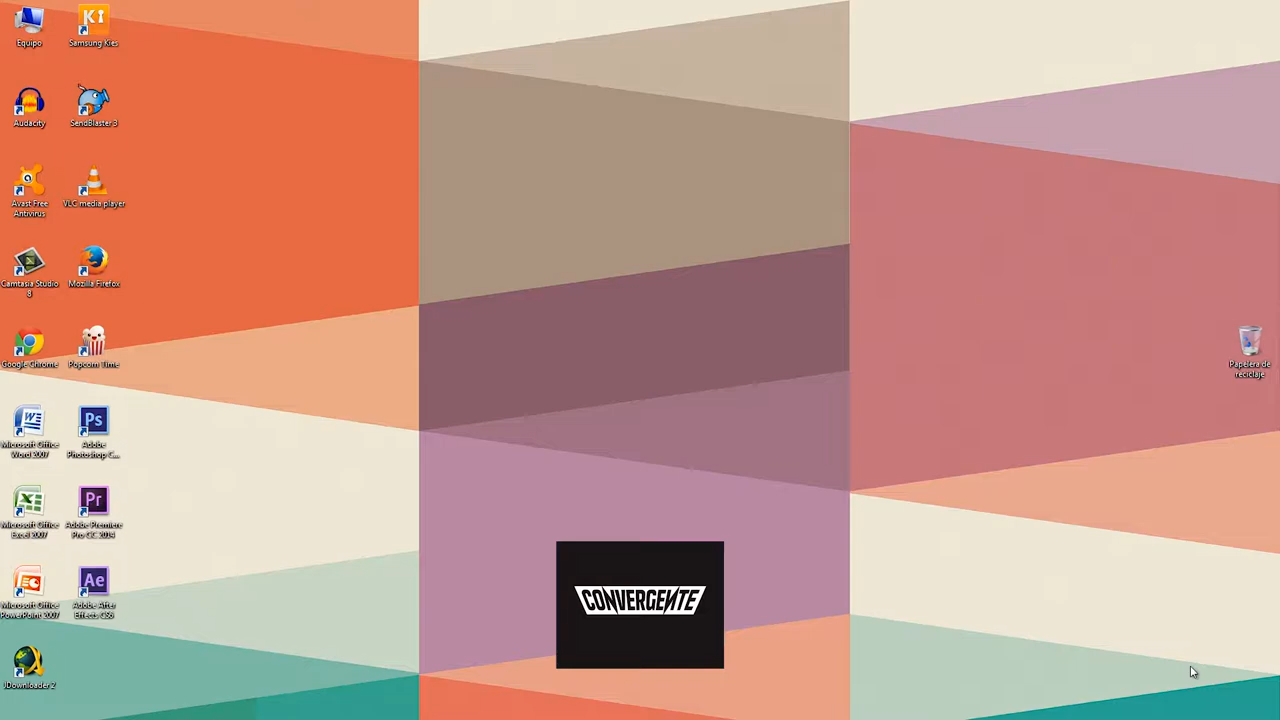 Equipo
Samsung Kies
Audacity
SendBlaster 3
Avast Free
Antivirus
VLC media player
Camtasia Studio
8
Mozilla Firefox
Google Chrome
Popcorn Time
Papelera de
reciclaje
Microsoft Office
Word 2007
Adobe
Photoshop C...
Microsoft Office
Excel 2007
Adobe Premiere
Pro CC 2014
Microsoft Office
PowerPoint 2007
Adobe After
Effects CS6
JDownloader 2
CONVERGENTE